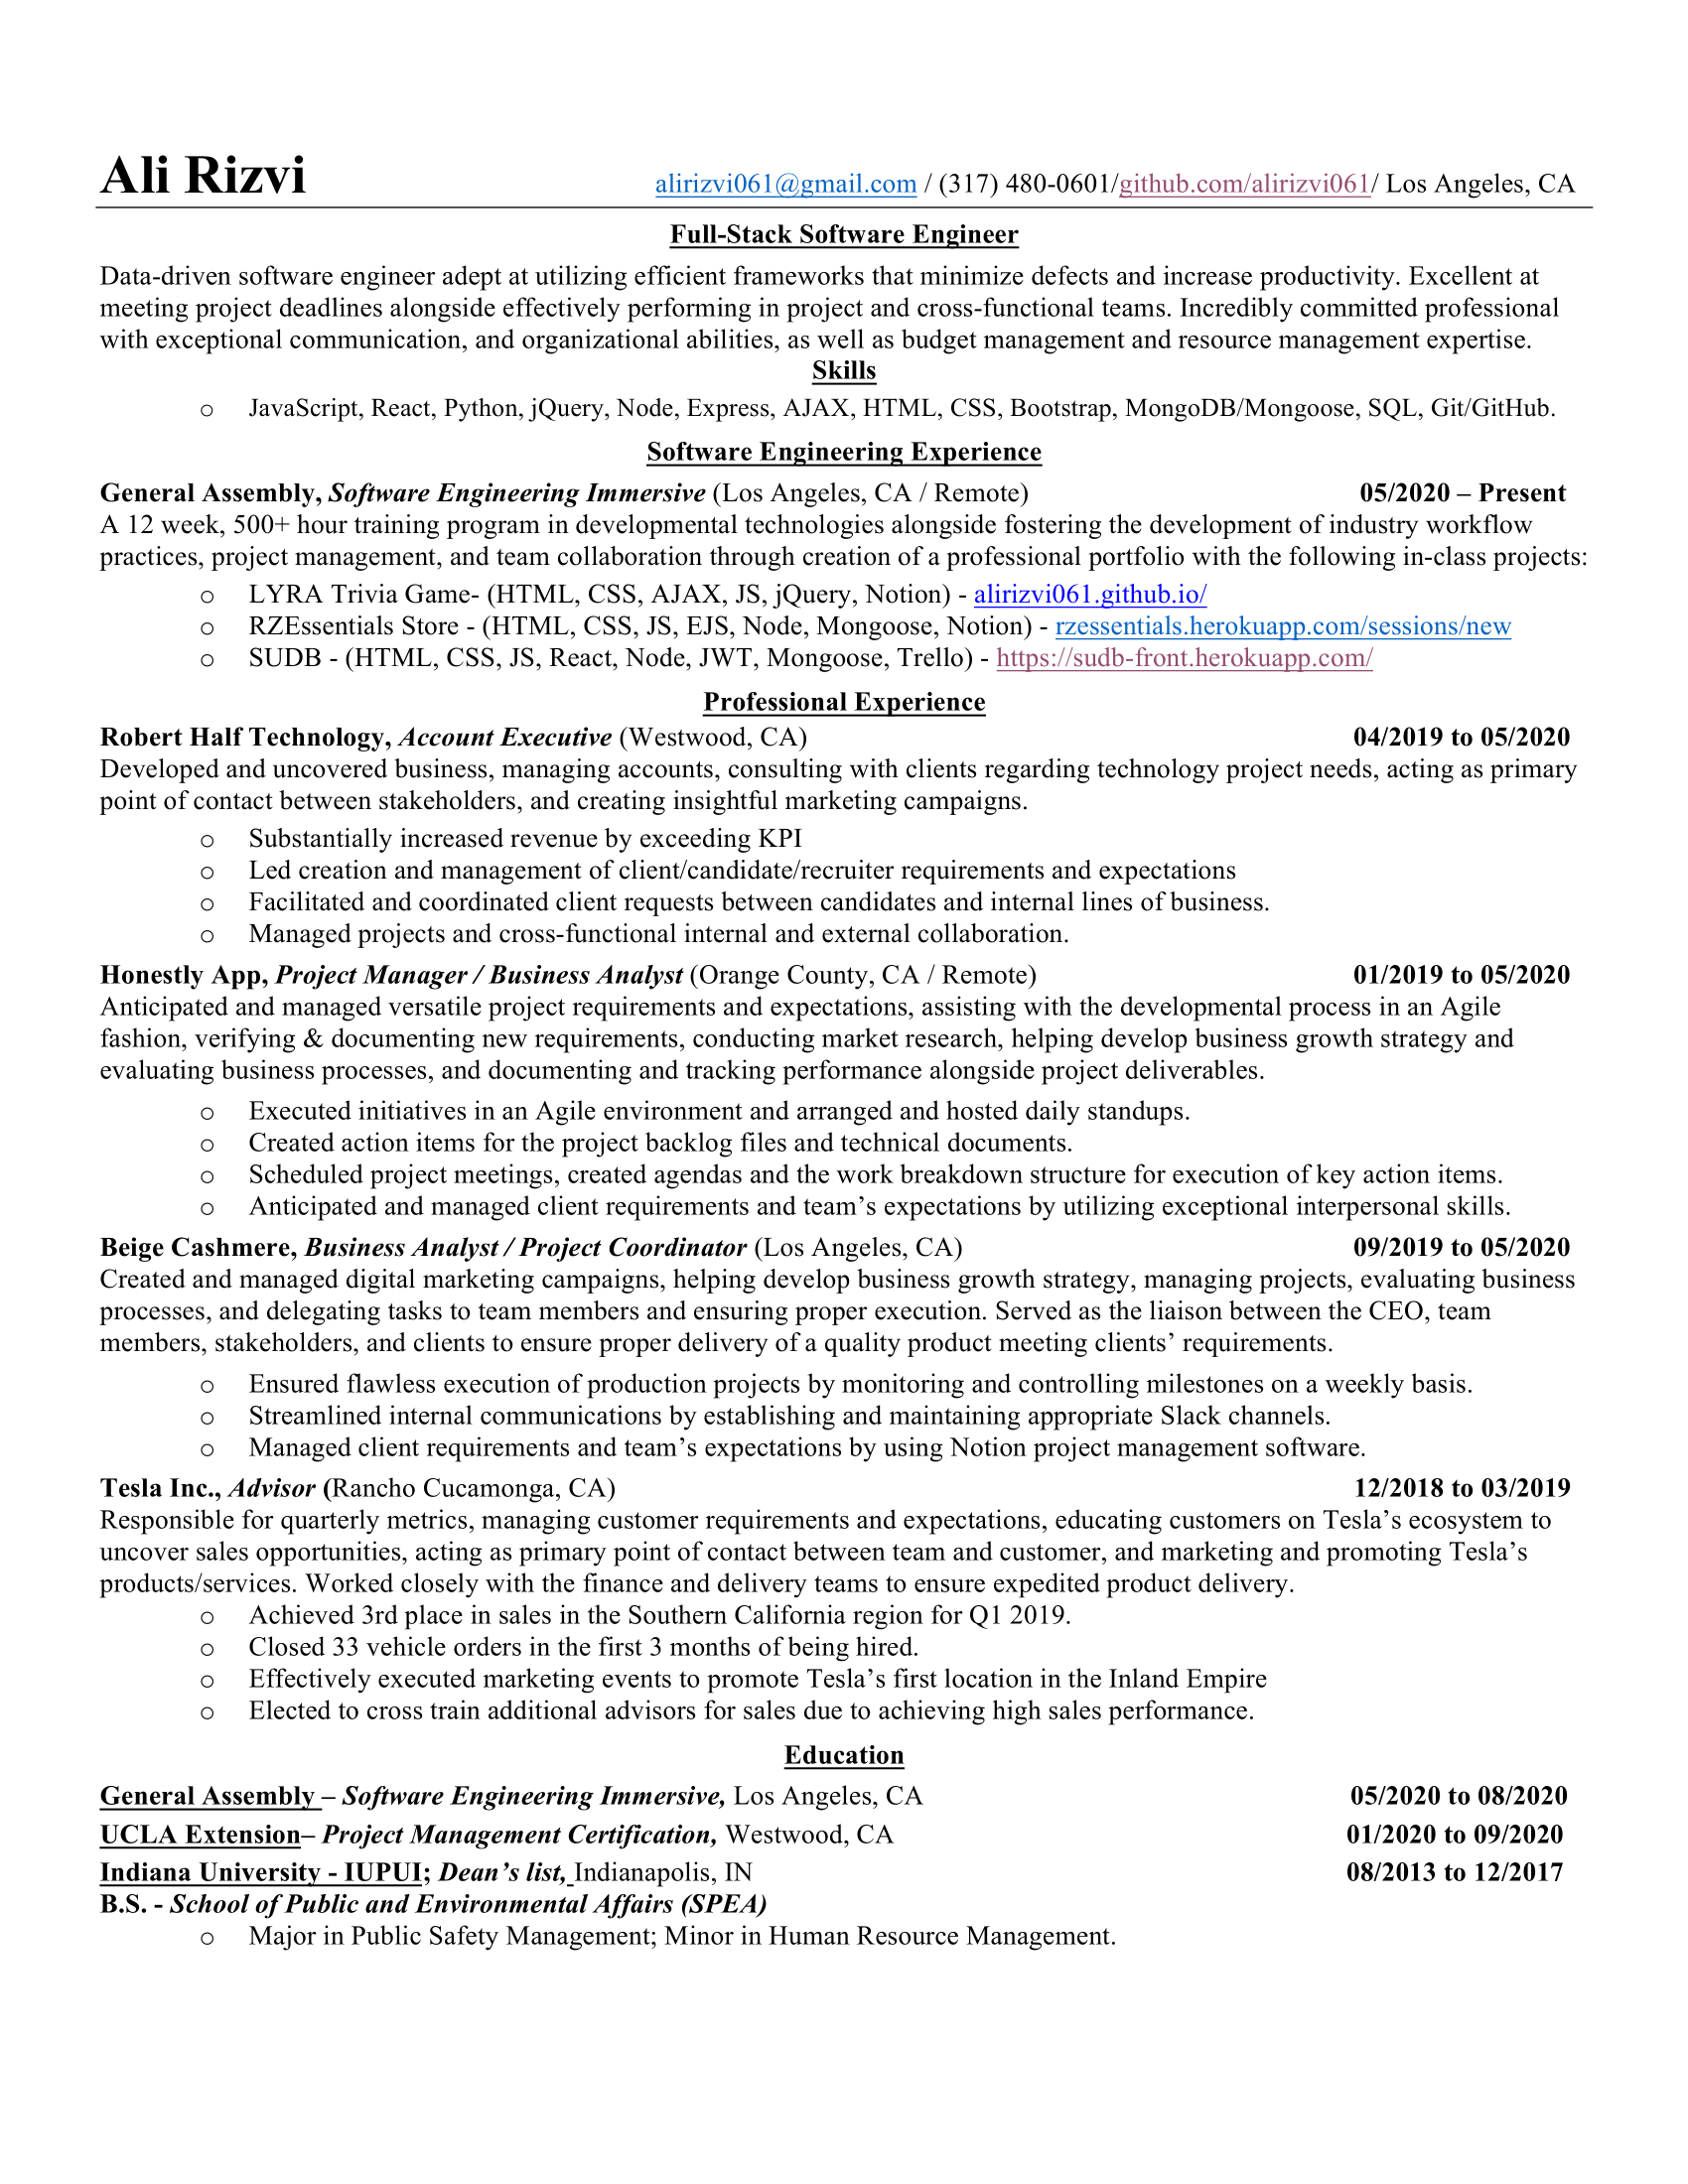 Ali Rizvi alirizvi061@gmail.com / (317) 480-0601/github.com/alirizvi061/ Los Angeles, CA
Full-Stack Software Engineer
Data-driven software engineer adept at utilizing efficient frameworks that minimize defects and increase productivity. Excellent at
meeting project deadlines alongside effectively performing in project and cross-functional teams. Incredibly committed professional
with exceptional communication, and organizational abilities, as well as budget management and resource management expertise.
Skills
o JavaScript, React, Python, jQuery, Node, Express, AJAX, HTML, CSS, Bootstrap, MongoDB/Mongoose, SQL, Git/GitHub.
Software Engineering Experience
General Assembly, Software Engineering Immersive (Los Angeles, CA / Remote) 05/2020 – Present
A 12 week, 500+ hour training program in developmental technologies alongside fostering the development of industry workflow
practices, project management, and team collaboration through creation of a professional portfolio with the following in-class projects:
o LYRA Trivia Game- (HTML, CSS, AJAX, JS, jQuery, Notion) - alirizvi061.github.io/
o RZEssentials Store - (HTML, CSS, JS, EJS, Node, Mongoose, Notion) - rzessentials.herokuapp.com/sessions/new
o SUDB - (HTML, CSS, JS, React, Node, JWT, Mongoose, Trello) - https://sudb-front.herokuapp.com/
Professional Experience
Robert Half Technology, Account Executive (Westwood, CA) 04/2019 to 05/2020
Developed and uncovered business, managing accounts, consulting with clients regarding technology project needs, acting as primary
point of contact between stakeholders, and creating insightful marketing campaigns.
o Substantially increased revenue by exceeding KPI
o Led creation and management of client/candidate/recruiter requirements and expectations
o Facilitated and coordinated client requests between candidates and internal lines of business.
o Managed projects and cross-functional internal and external collaboration.
Honestly App, Project Manager / Business Analyst (Orange County, CA / Remote) 01/2019 to 05/2020
Anticipated and managed versatile project requirements and expectations, assisting with the developmental process in an Agile
fashion, verifying & documenting new requirements, conducting market research, helping develop business growth strategy and
evaluating business processes, and documenting and tracking performance alongside project deliverables.
o Executed initiatives in an Agile environment and arranged and hosted daily standups.
o Created action items for the project backlog files and technical documents.
o Scheduled project meetings, created agendas and the work breakdown structure for execution of key action items.
o Anticipated and managed client requirements and team’s expectations by utilizing exceptional interpersonal skills.
Beige Cashmere, Business Analyst / Project Coordinator (Los Angeles, CA) 09/2019 to 05/2020
Created and managed digital marketing campaigns, helping develop business growth strategy, managing projects, evaluating business
processes, and delegating tasks to team members and ensuring proper execution. Served as the liaison between the CEO, team
members, stakeholders, and clients to ensure proper delivery of a quality product meeting clients’ requirements.
o Ensured flawless execution of production projects by monitoring and controlling milestones on a weekly basis.
o Streamlined internal communications by establishing and maintaining appropriate Slack channels.
o Managed client requirements and team’s expectations by using Notion project management software.
Tesla Inc., Advisor (Rancho Cucamonga, CA) 12/2018 to 03/2019
Responsible for quarterly metrics, managing customer requirements and expectations, educating customers on Tesla’s ecosystem to
uncover sales opportunities, acting as primary point of contact between team and customer, and marketing and promoting Tesla’s
products/services. Worked closely with the finance and delivery teams to ensure expedited product delivery.
o Achieved 3rd place in sales in the Southern California region for Q1 2019.
o Closed 33 vehicle orders in the first 3 months of being hired.
o Effectively executed marketing events to promote Tesla’s first location in the Inland Empire
o Elected to cross train additional advisors for sales due to achieving high sales performance.
Education
General Assembly – Software Engineering Immersive, Los Angeles, CA 05/2020 to 08/2020
UCLA Extension– Project Management Certification, Westwood, CA 01/2020 to 09/2020
Indiana University - IUPUI; Dean’s list, Indianapolis, IN 08/2013 to 12/2017
B.S. - School of Public and Environmental Affairs (SPEA)
o Major in Public Safety Management; Minor in Human Resource Management.